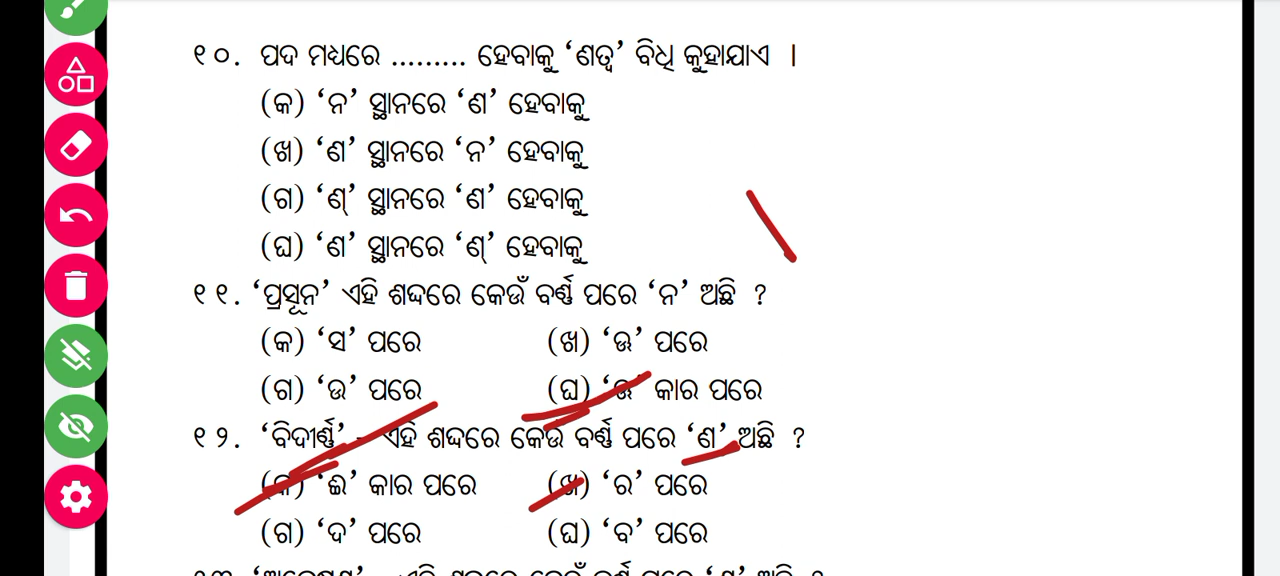 ୧୦. ପଦ ମଧ୍ୟରେ ......... ହେବାକୁ ‘ଣତ୍ୱ’ ବିଧି କୁହାଯାଏ ।
(କ) ‘ନ’ ସ୍ଥାନରେ ‘ଣ’ ହେବାକୁ
(ଖ) ‘ଣ’ ସ୍ଥାନରେ ‘ନ’ ହେବାକୁ
(ଗ) ‘ଣ୍’ ସ୍ଥାନରେ ‘ଣ’ ହେବାକୁ
(ଘ) ‘ଣ’ ସ୍ଥାନରେ ‘ଣ୍’ ହେବାକୁ
୧୧. ‘ପ୍ରସୂନ’ ଏହି ଶବ୍ଦରେ କେଉଁ ବର୍ଣ୍ଣ ପରେ ‘ନ’ ଅଛି ?
(କ) ‘ସ’ ପରେ (ଖ) ‘ଊ’ ପରେ
(ଗ) ‘ଉ’ ପରେ (ଘ) ‘ଊ’ କାର ପରେ
୧୨. ‘ବିଦୀର୍ଣ୍ଣ’ – ଏହି ଶବ୍ଦରେ କେଉଁ ବର୍ଣ୍ଣ ପରେ ‘ଣ’ ଅଛି ?
(କ) ‘ଈ’ କାର ପରେ (ଖ) ‘ର’ ପରେ
(ଗ) ‘ଦ’ ପରେ (ଘ) ‘ବ’ ପରେ